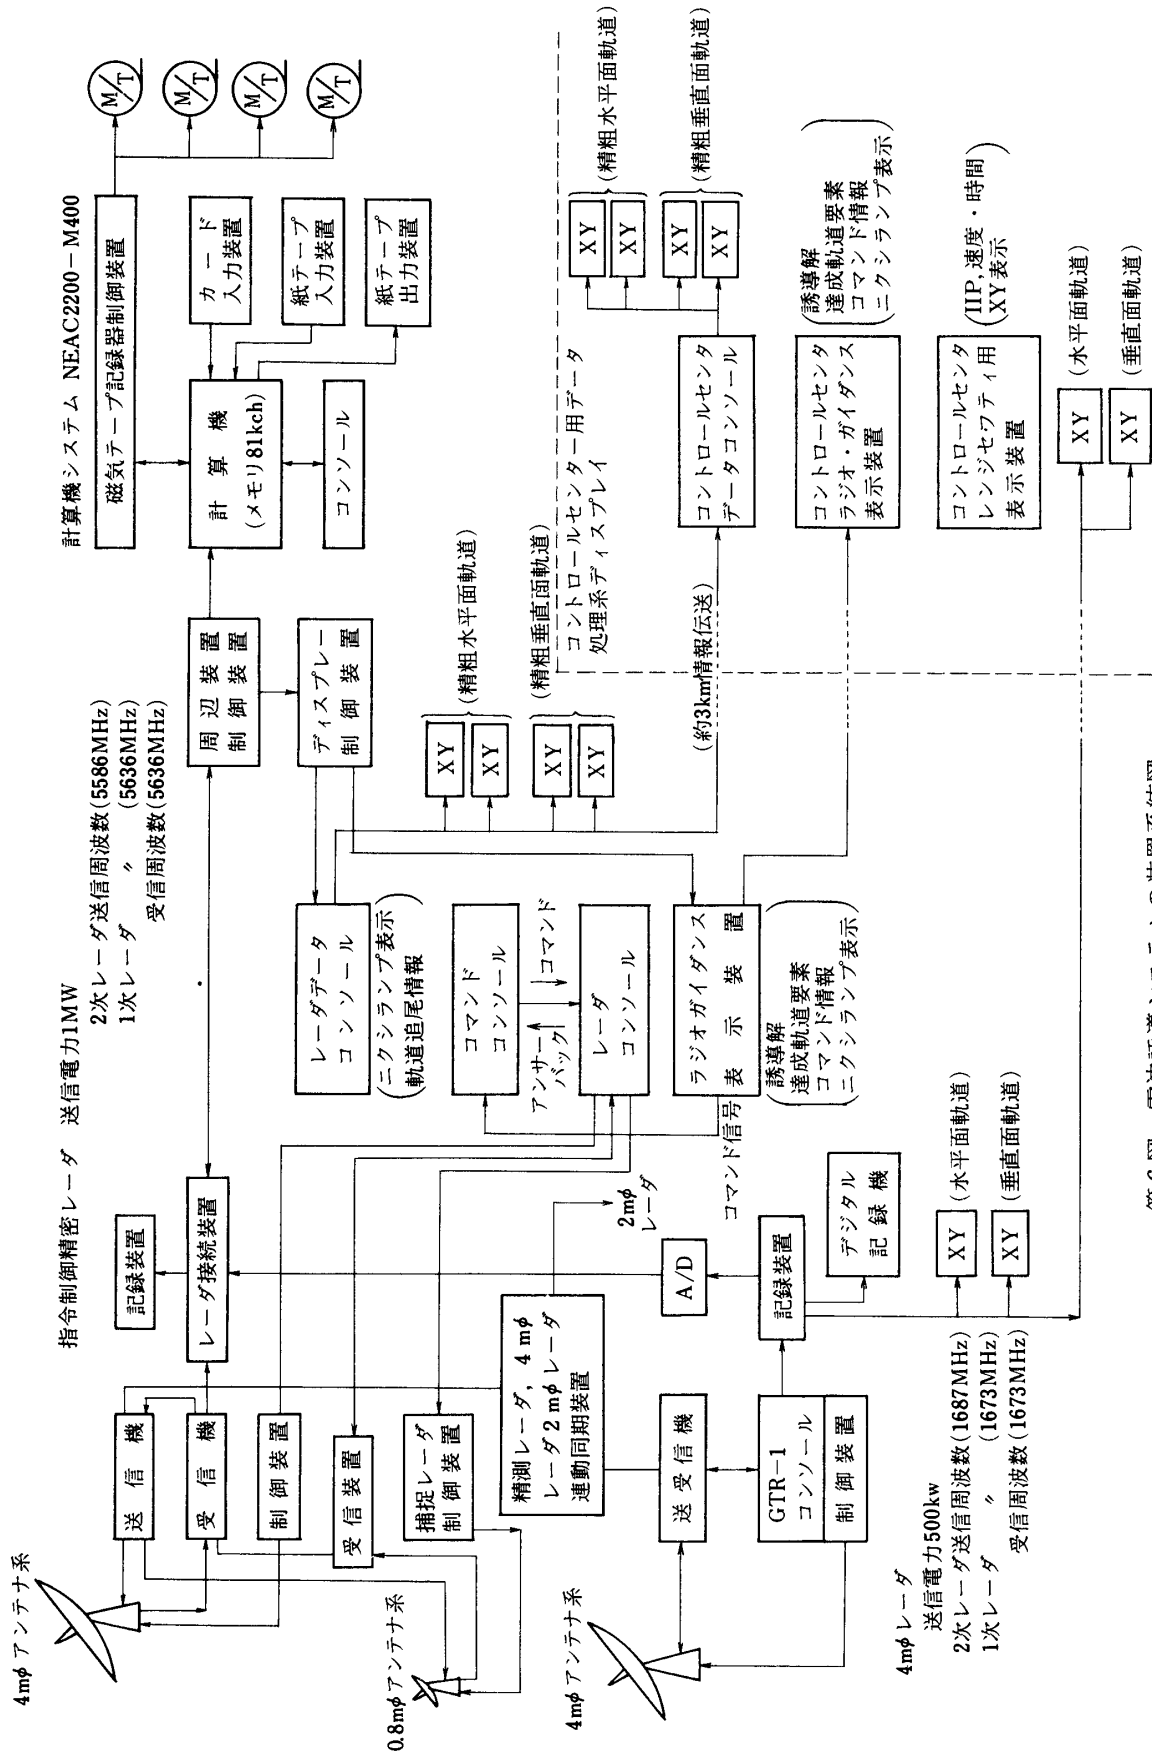 計算機システム NEAC2200-M400
磁気テープ記録器制御装置
M/T
M/T
M/T
M/T
計算機
(メモリ81kch)
コンソール
カード
入力装置
紙テープ
入力装置
紙テープ
出力装置
周辺装置
制御装置
ディスプレー
制御装置
指令制御精密レーダ 送信電力1MW
2次レーダ送信周波数(5586MHz)
1次レーダ 〃 (5636MHz)
受信周波数(5636MHz)
4mφアンテナ系
送信機
受信機
制御装置
記録装置
レーダ接続装置
受信装置
捕捉レーダ
制御装置
0.8mφアンテナ系
レーダデータ
コンソール
(ニクシランプ表示
軌道追尾情報)
コマンド
コンソール
アンサー
バック
コマンド
レーダ
コンソール
ラジオガイダンス
表示装置
(誘導解
達成軌道要素
コマンド情報
ニクシランプ表示)
コマンド信号
XY
XY
(精粗水平面軌道)
XY
XY
(精粗垂直面軌道)
(約3km情報伝送)
コントロールセンター用データ
処理系ディスプレイ
コントロールセンタ
データコンソール
XY
XY
(精粗水平面軌道)
XY
XY
(精粗垂直面軌道)
コントロールセンタ
ラジオ・ガイダンス
表示装置
(誘導解
達成軌道要素
コマンド情報
ニクシランプ表示)
コントロールセンタ
レンジセフティ用
表示装置
(IIP,速度・時間
XY表示)
XY
(水平面軌道)
XY
(垂直面軌道)
精測レーダ, 4mφ
レーダ2mφレーダ
連動同期装置
2mφ
レーダ
A/D
4mφアンテナ系
送受信機
GTR-1
コンソール
制御装置
記録装置
デジタル
記録機
XY
(水平面軌道)
XY
(垂直面軌道)
4mφレーダ
送信電力500kw
2次レーダ送信周波数(1687MHz)
1次レーダ 〃 (1673MHz)
受信周波数(1673MHz)